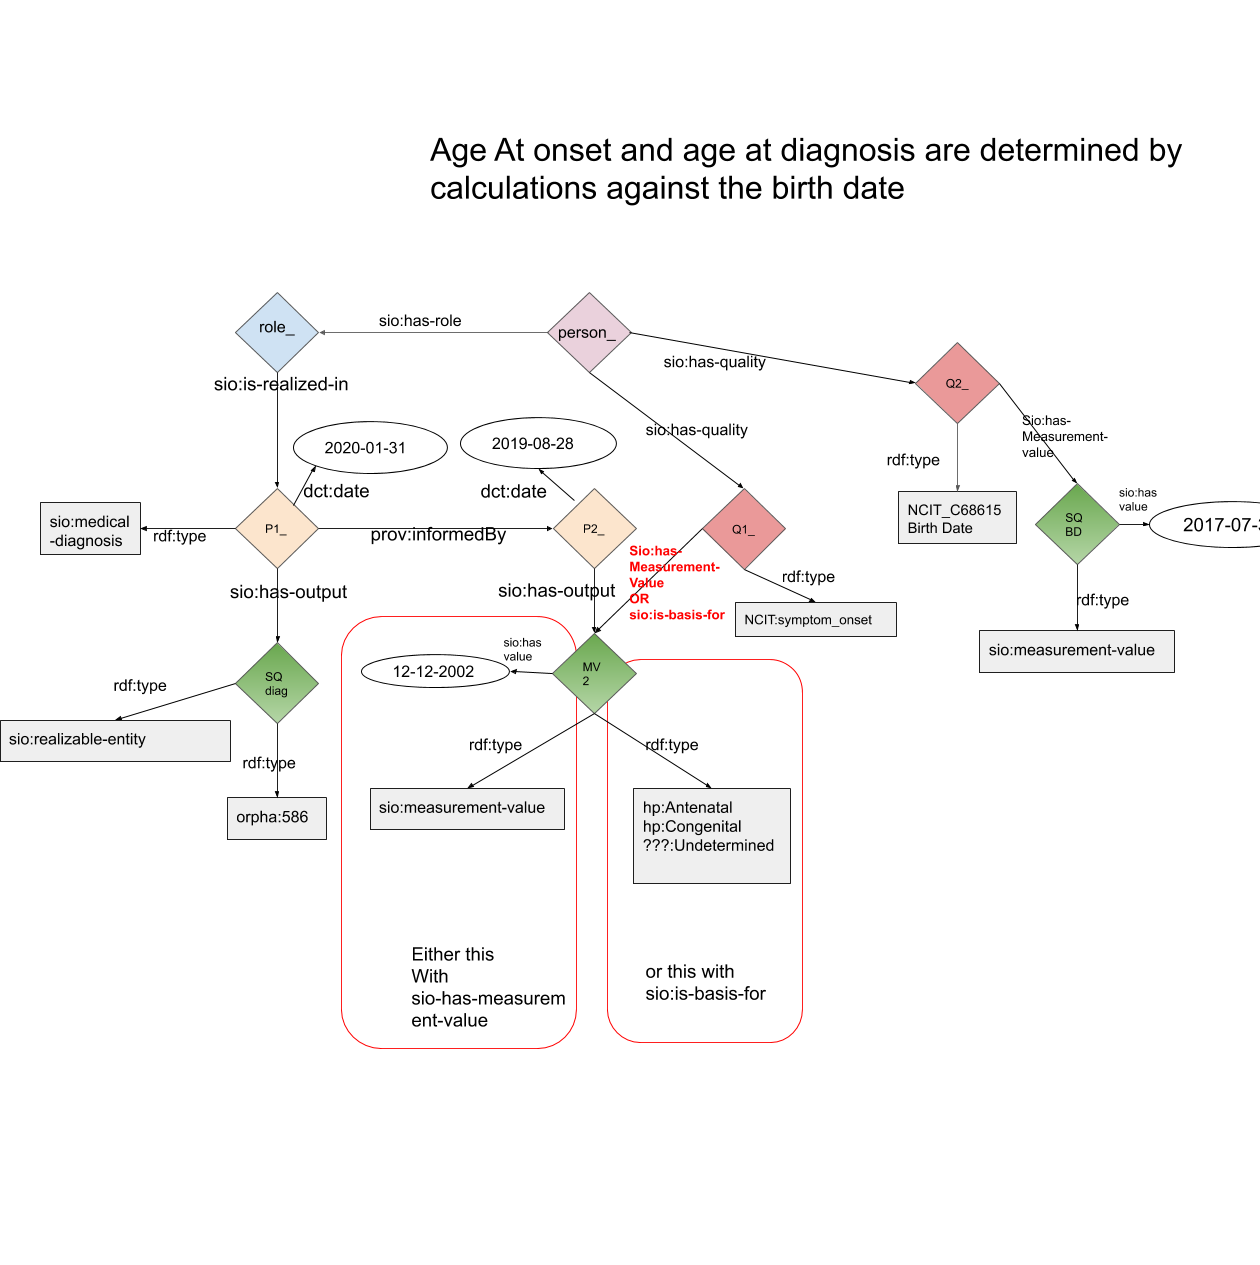 Age At onset and age at diagnosis are determined by
calculations against the birth date
role_
sio:has-role
person_
sio:has-quality
Q2_
sio:is-realized-in
sio:has-quality
Sio:has-
Measurement-
value
2020-01-31
2019-08-28
rdf:type
dct:date
dct:date
sio:has
value
sio:medical
-diagnosis
rdf:type
P1_
prov:informedBy
P2_
Q1_
NCIT_C68615
Birth Date
SQ
BD
2017-07-
Sio:has-
Measurement-
Value
OR
sio:is-basis-for
rdf:type
sio:has-output
sio:has-output
NCIT:symptom_onset
rdf:type
sio:measurement-value
sio:has
value
12-12-2002
MV
2
SQ
diag
rdf:type
sio:realizable-entity
rdf:type
rdf:type
rdf:type
orpha:586
sio:measurement-value
hp:Antenatal
hp:Congenital
???:Undetermined
Either this
With
sio-has-measurem
ent-value
or this with
sio:is-basis-for